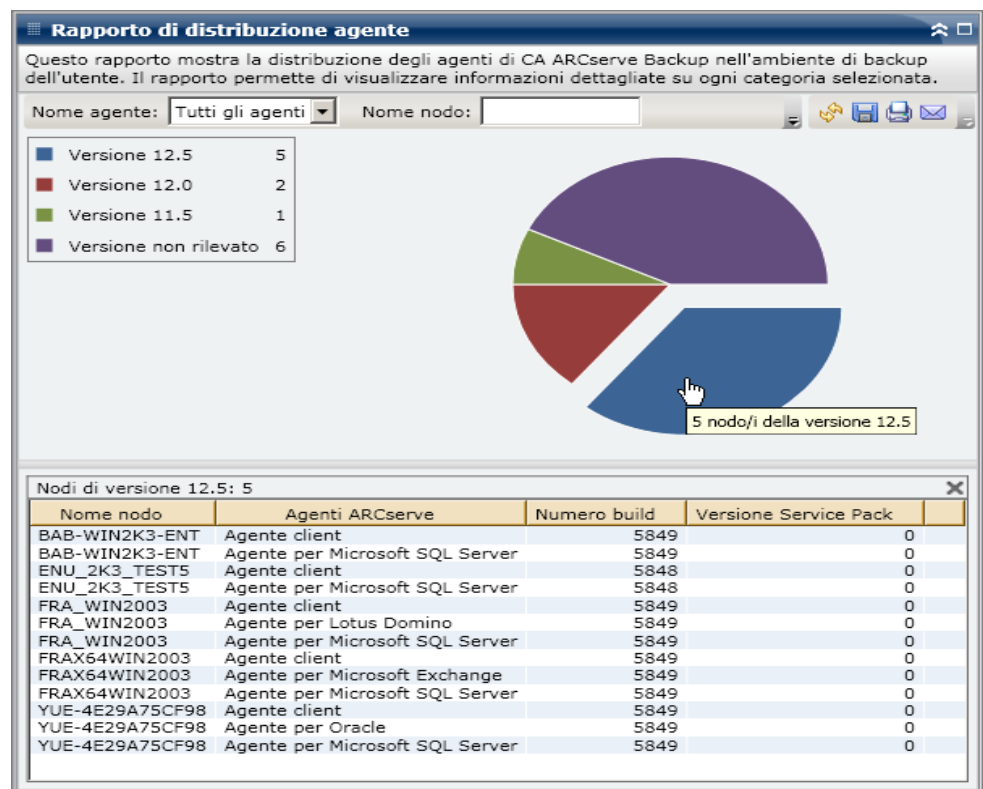 Rapporto di distribuzione agente
Questo rapporto mostra la distribuzione degli agenti di CA ARCserve Backup nell'ambiente di backup
dell'utente. Il rapporto permette di visualizzare informazioni dettagliate su ogni categoria selezionata.
Nome agente: Tutti gli agenti Nome nodo:
Versione 12.5 5
Versione 12.0 2
Versione 11.5 1
Versione non rilevato 6
5 nodo/i della versione 12.5
Nodi di versione 12.5: 5
Nome nodo Agenti ARCserve Numero build Versione Service Pack
BAB-WIN2K3-ENT Agente client 5849 0
BAB-WIN2K3-ENT Agente per Microsoft SQL Server 5849 0
ENU_2K3_TEST5 Agente client 5848 0
ENU_2K3_TEST5 Agente per Microsoft SQL Server 5848 0
FRA_WIN2003 Agente client 5849 0
FRA_WIN2003 Agente per Lotus Domino 5849 0
FRA_WIN2003 Agente per Microsoft SQL Server 5849 0
FRAX64WIN2003 Agente client 5849 0
FRAX64WIN2003 Agente per Microsoft Exchange 5849 0
FRAX64WIN2003 Agente per Microsoft SQL Server 5849 0
YUE-4E29A75CF98 Agente client 5849 0
YUE-4E29A75CF98 Agente per Oracle 5849 0
YUE-4E29A75CF98 Agente per Microsoft SQL Server 5849 0